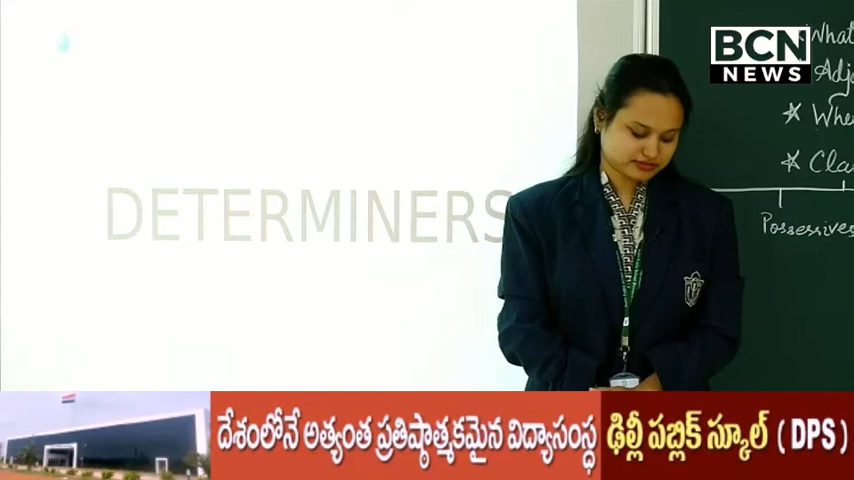 DETERMINERS
BCN
NEWS
What
Adj
Whe
Cla
Possessives
దేశంలోనే అత్యంత ప్రతిష్ఠాత్మకమైన విద్యాసంస్థ
ఢిల్లీ పబ్లిక్ స్కూల్ ( DPS )